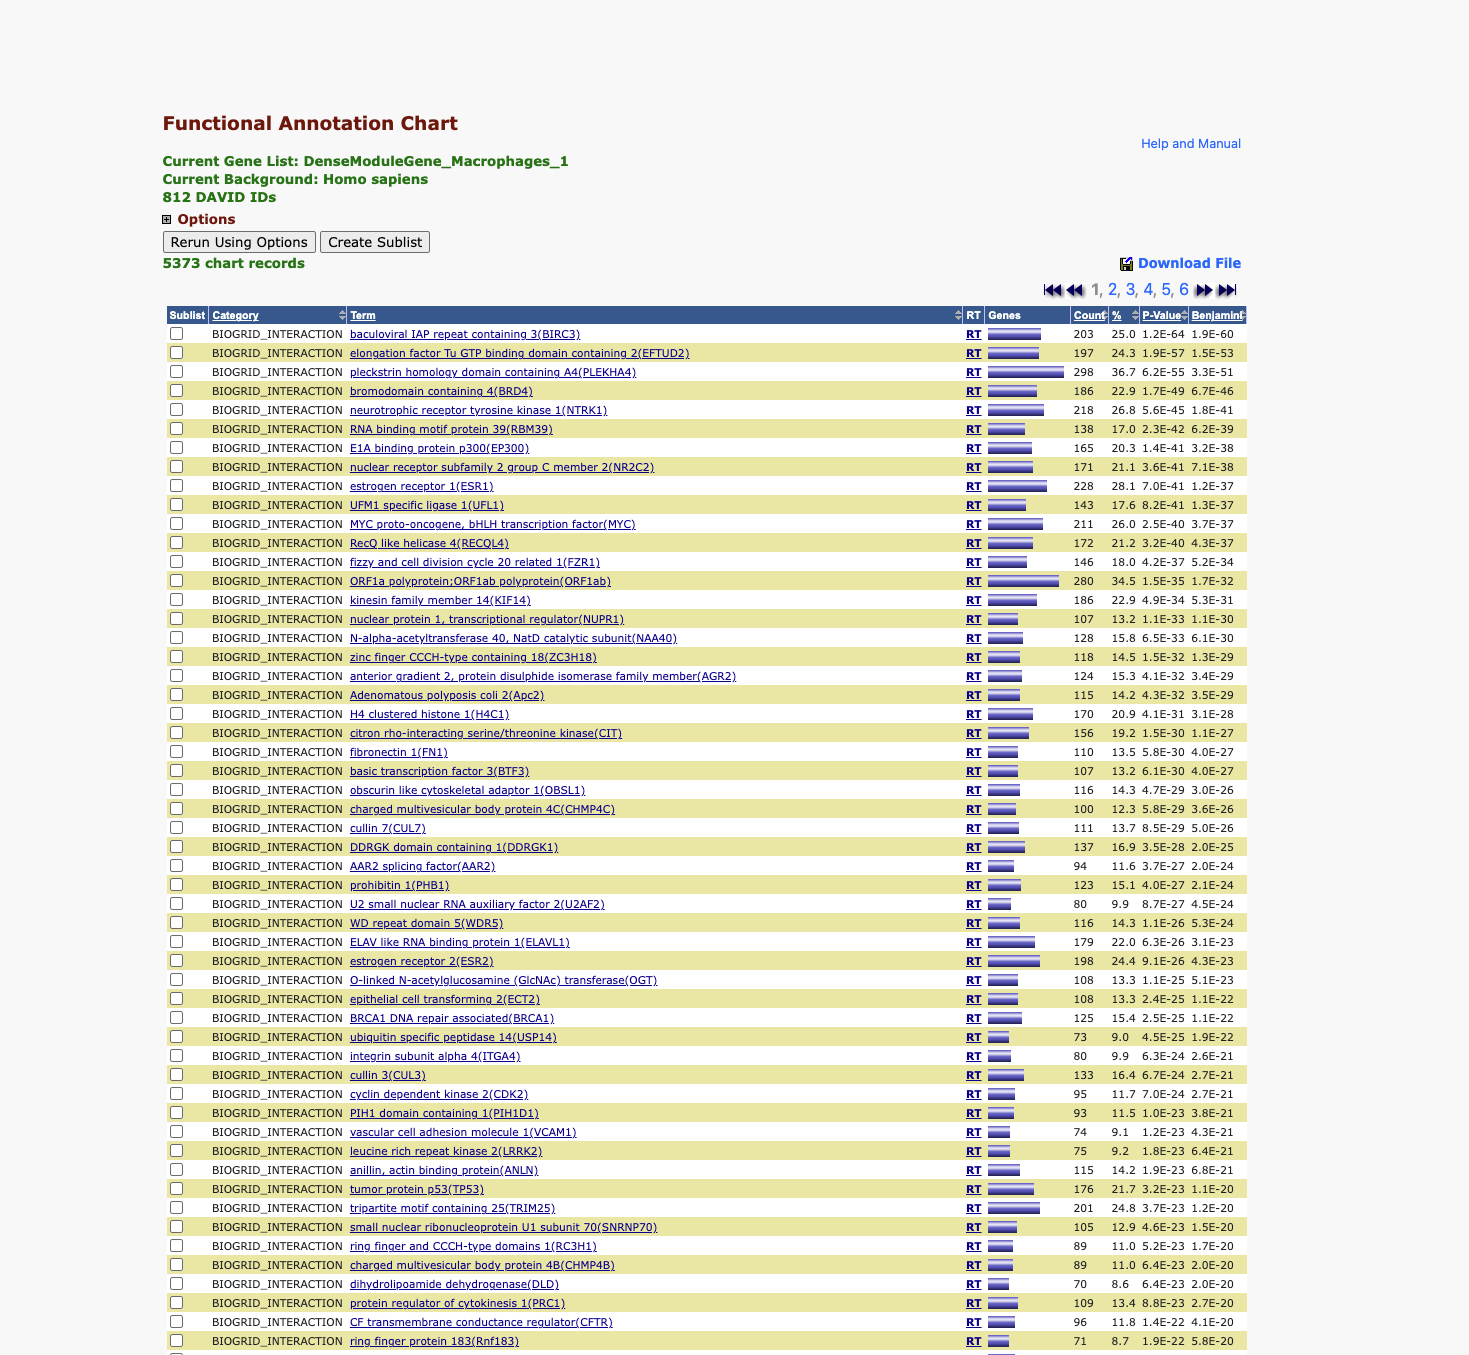 Functional Annotation Chart
Help and Manual
Current Gene List: DenseModuleGene_Macrophages_1
Current Background: Homo sapiens
812 DAVID IDs
Options
Rerun Using Options Create Sublist
5373 chart records Download File
1, 2, 3, 4, 5, 6
Sublist Category Term RT Genes Count % P-Value Benjamini
BIOGRID_INTERACTION baculoviral IAP repeat containing 3(BIRC3) RT 203 25.0 1.2E-64 1.9E-60
BIOGRID_INTERACTION elongation factor Tu GTP binding domain containing 2(EFTUD2) RT 197 24.3 1.9E-57 1.5E-53
BIOGRID_INTERACTION pleckstrin homology domain containing A4(PLEKHA4) RT 298 36.7 6.2E-55 3.3E-51
BIOGRID_INTERACTION bromodomain containing 4(BRD4) RT 186 22.9 1.7E-49 6.7E-46
BIOGRID_INTERACTION neurotrophic receptor tyrosine kinase 1(NTRK1) RT 218 26.8 5.6E-45 1.8E-41
BIOGRID_INTERACTION RNA binding motif protein 39(RBM39) RT 138 17.0 2.3E-42 6.2E-39
BIOGRID_INTERACTION E1A binding protein p300(EP300) RT 165 20.3 1.4E-41 3.2E-38
BIOGRID_INTERACTION nuclear receptor subfamily 2 group C member 2(NR2C2) RT 171 21.1 3.6E-41 7.1E-38
BIOGRID_INTERACTION estrogen receptor 1(ESR1) RT 228 28.1 7.0E-41 1.2E-37
BIOGRID_INTERACTION UFM1 specific ligase 1(UFL1) RT 143 17.6 8.2E-41 1.3E-37
BIOGRID_INTERACTION MYC proto-oncogene, bHLH transcription factor(MYC) RT 211 26.0 2.5E-40 3.7E-37
BIOGRID_INTERACTION RecQ like helicase 4(RECQL4) RT 172 21.2 3.2E-40 4.3E-37
BIOGRID_INTERACTION fizzy and cell division cycle 20 related 1(FZR1) RT 146 18.0 4.2E-37 5.2E-34
BIOGRID_INTERACTION ORF1a polyprotein;ORF1ab polyprotein(ORF1ab) RT 280 34.5 1.5E-35 1.7E-32
BIOGRID_INTERACTION kinesin family member 14(KIF14) RT 186 22.9 4.9E-34 5.3E-31
BIOGRID_INTERACTION nuclear protein 1, transcriptional regulator(NUPR1) RT 107 13.2 1.1E-33 1.1E-30
BIOGRID_INTERACTION N-alpha-acetyltransferase 40, NatD catalytic subunit(NAA40) RT 128 15.8 6.5E-33 6.1E-30
BIOGRID_INTERACTION zinc finger CCCH-type containing 18(ZC3H18) RT 118 14.5 1.5E-32 1.3E-29
BIOGRID_INTERACTION anterior gradient 2, protein disulphide isomerase family member(AGR2) RT 124 15.3 4.1E-32 3.4E-29
BIOGRID_INTERACTION Adenomatous polyposis coli 2(Apc2) RT 115 14.2 4.3E-32 3.5E-29
BIOGRID_INTERACTION H4 clustered histone 1(H4C1) RT 170 20.9 4.1E-31 3.1E-28
BIOGRID_INTERACTION citron rho-interacting serine/threonine kinase(CIT) RT 156 19.2 1.5E-30 1.1E-27
BIOGRID_INTERACTION fibronectin 1(FN1) RT 110 13.5 5.8E-30 4.0E-27
BIOGRID_INTERACTION basic transcription factor 3(BTF3) RT 107 13.2 6.1E-30 4.0E-27
BIOGRID_INTERACTION obscurin like cytoskeletal adaptor 1(OBSL1) RT 116 14.3 4.7E-29 3.0E-26
BIOGRID_INTERACTION charged multivesicular body protein 4C(CHMP4C) RT 100 12.3 5.8E-29 3.6E-26
BIOGRID_INTERACTION cullin 7(CUL7) RT 111 13.7 8.5E-29 5.0E-26
BIOGRID_INTERACTION DDRGK domain containing 1(DDRGK1) RT 137 16.9 3.5E-28 2.0E-25
BIOGRID_INTERACTION AAR2 splicing factor(AAR2) RT 94 11.6 3.7E-27 2.0E-24
BIOGRID_INTERACTION prohibitin 1(PHB1) RT 123 15.1 4.0E-27 2.1E-24
BIOGRID_INTERACTION U2 small nuclear RNA auxiliary factor 2(U2AF2) RT 80 9.9 8.7E-27 4.5E-24
BIOGRID_INTERACTION WD repeat domain 5(WDR5) RT 116 14.3 1.1E-26 5.3E-24
BIOGRID_INTERACTION ELAV like RNA binding protein 1(ELAVL1) RT 179 22.0 6.3E-26 3.1E-23
BIOGRID_INTERACTION estrogen receptor 2(ESR2) RT 198 24.4 9.1E-26 4.3E-23
BIOGRID_INTERACTION O-linked N-acetylglucosamine (GlcNAc) transferase(OGT) RT 108 13.3 1.1E-25 5.1E-23
BIOGRID_INTERACTION epithelial cell transforming 2(ECT2) RT 108 13.3 2.4E-25 1.1E-22
BIOGRID_INTERACTION BRCA1 DNA repair associated(BRCA1) RT 125 15.4 2.5E-25 1.1E-22
BIOGRID_INTERACTION ubiquitin specific peptidase 14(USP14) RT 73 9.0 4.5E-25 1.9E-22
BIOGRID_INTERACTION integrin subunit alpha 4(ITGA4) RT 80 9.9 6.3E-24 2.6E-21
BIOGRID_INTERACTION cullin 3(CUL3) RT 133 16.4 6.7E-24 2.7E-21
BIOGRID_INTERACTION cyclin dependent kinase 2(CDK2) RT 95 11.7 7.0E-24 2.7E-21
BIOGRID_INTERACTION PIH1 domain containing 1(PIH1D1) RT 93 11.5 1.0E-23 3.8E-21
BIOGRID_INTERACTION vascular cell adhesion molecule 1(VCAM1) RT 74 9.1 1.2E-23 4.3E-21
BIOGRID_INTERACTION leucine rich repeat kinase 2(LRRK2) RT 75 9.2 1.8E-23 6.4E-21
BIOGRID_INTERACTION anillin, actin binding protein(ANLN) RT 115 14.2 1.9E-23 6.8E-21
BIOGRID_INTERACTION tumor protein p53(TP53) RT 176 21.7 3.2E-23 1.1E-20
BIOGRID_INTERACTION tripartite motif containing 25(TRIM25) RT 201 24.8 3.7E-23 1.2E-20
BIOGRID_INTERACTION small nuclear ribonucleoprotein U1 subunit 70(SNRNP70) RT 105 12.9 4.6E-23 1.5E-20
BIOGRID_INTERACTION ring finger and CCCH-type domains 1(RC3H1) RT 89 11.0 5.2E-23 1.7E-20
BIOGRID_INTERACTION charged multivesicular body protein 4B(CHMP4B) RT 89 11.0 6.4E-23 2.0E-20
BIOGRID_INTERACTION dihydrolipoamide dehydrogenase(DLD) RT 70 8.6 6.4E-23 2.0E-20
BIOGRID_INTERACTION protein regulator of cytokinesis 1(PRC1) RT 109 13.4 8.8E-23 2.7E-20
BIOGRID_INTERACTION CF transmembrane conductance regulator(CFTR) RT 96 11.8 1.4E-22 4.1E-20
BIOGRID_INTERACTION ring finger protein 183(Rnf183) RT 71 8.7 1.9E-22 5.8E-20